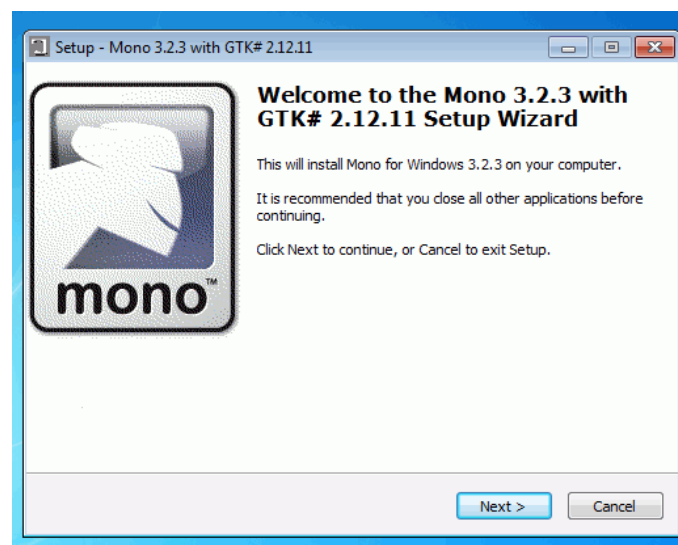 Setup - Mono 3.2.3 with GTK# 2.12.11
Welcome to the Mono 3.2.3 with
GTK# 2.12.11 Setup Wizard
This will install Mono for Windows 3.2.3 on your computer.
It is recommended that you close all other applications before
continuing.
Click Next to continue, or Cancel to exit Setup.
mono™
Next >
Cancel